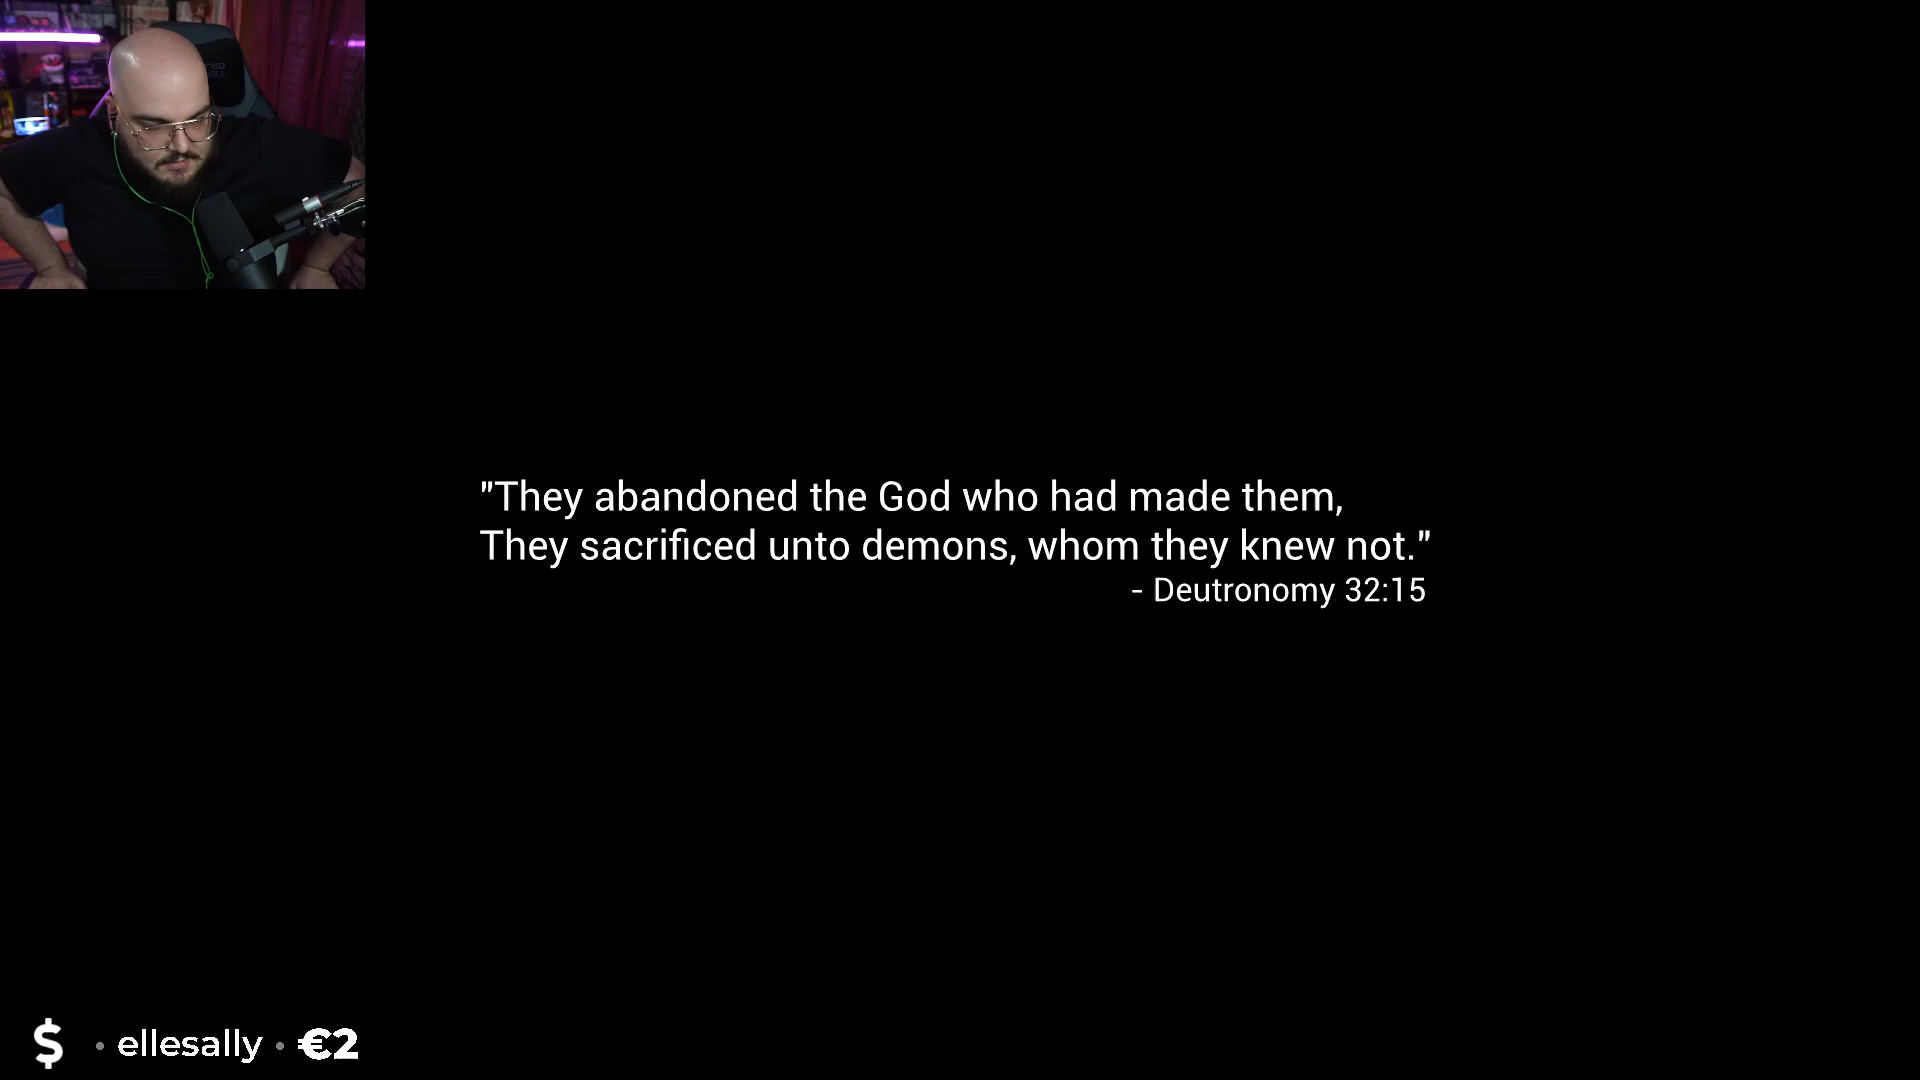 "They abandoned the God who had made them,
They sacrificed unto demons, whom they knew not."
- Deutronomy 32:15
$ • ellesally • €2